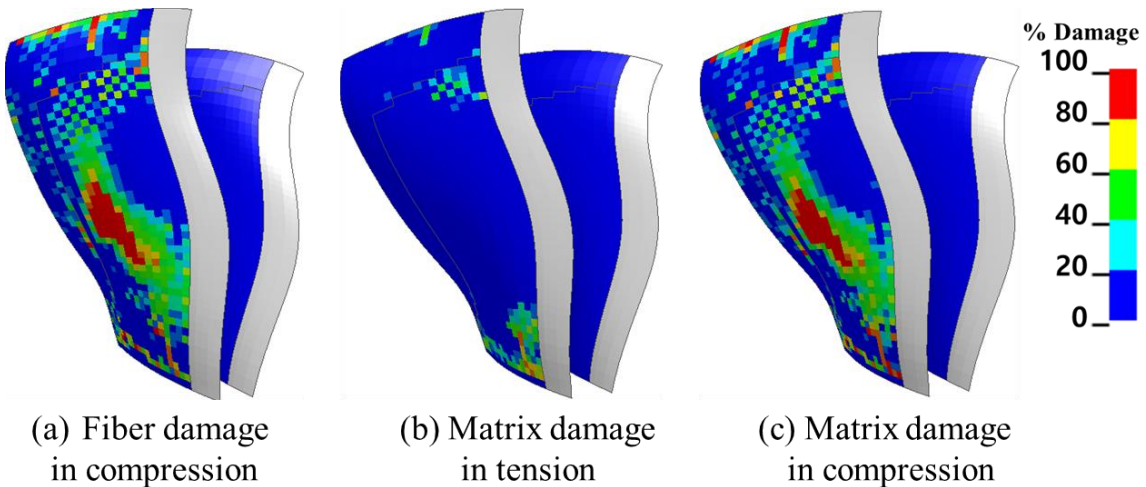 % Damage
100
80
60
40
20
0
(a) Fiber damage
in compression
(b) Matrix damage
in tension
(c) Matrix damage
in compression